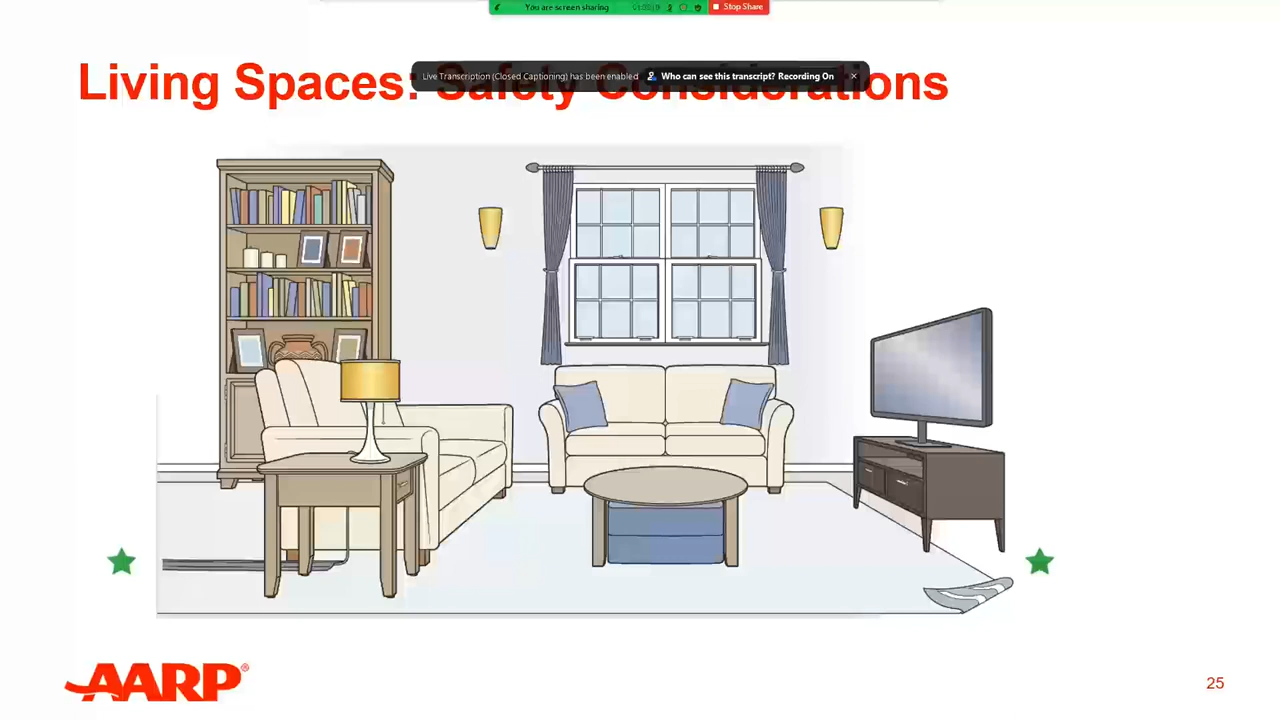 You are screen sharing
Stop Share
Live Transcription (Closed Captioning) has been enabled Who can see this transcript? Recording On
Living Spaces: Safety Considerations
AARP®
25